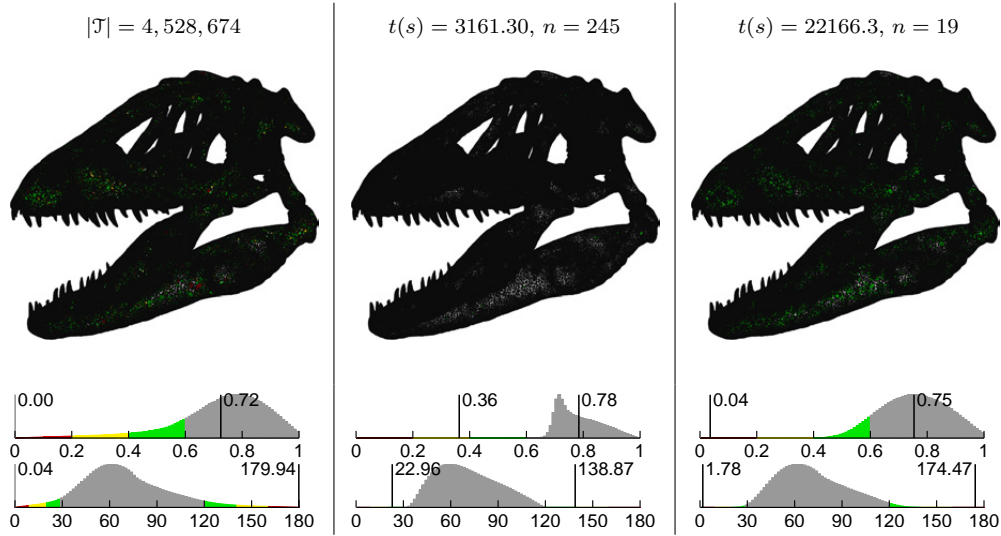 |𝒯| = 4, 528, 674
t(s) = 3161.30, n = 245
t(s) = 22166.3, n = 19
0.00 0.72
0 0.2 0.4 0.6 0.8 1
0.04 179.94
0 30 60 90 120 150 180
0.36 0.78
0 0.2 0.4 0.6 0.8 1
22.96 138.87
0 30 60 90 120 150 180
0.04 0.75
0 0.2 0.4 0.6 0.8 1
1.78 174.47
0 30 60 90 120 150 180